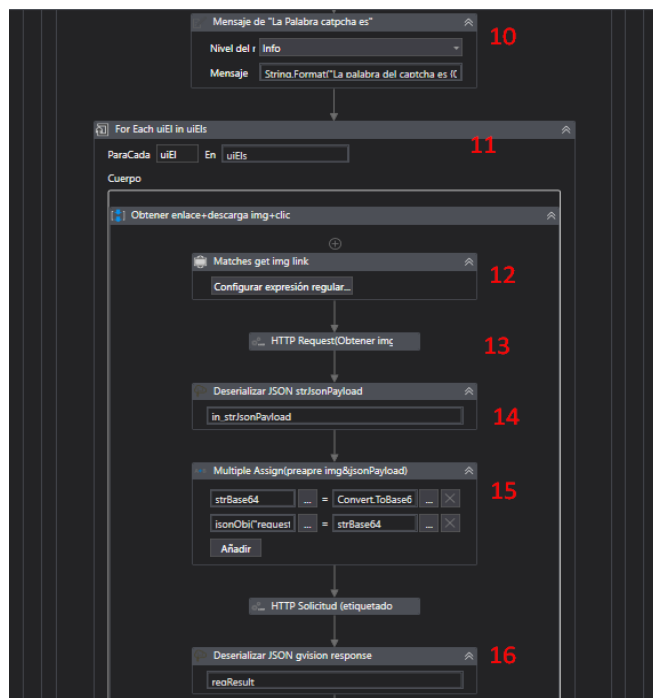 Mensaje de "La Palabra catpcha es"
10
Nivel del r Info
Mensaje String.Format("La palabra del captcha es {(
For Each uiEl in uiEls
11
ParaCada uiEl En uiEls
Cuerpo
Obtener enlace+descarga img+clic
Matches get img link
12
Configurar expresión regular...
HTTP Request(Obtener img
13
Deserializar JSON strJsonPayload
in_strJsonPayload
14
Multiple Assign(preapre img&jsonPayload)
15
strBase64 ... = Convert.ToBase6 ...
jsonObj("request ... = strBase64 ...
Añadir
HTTP Solicitud (etiquetado
Deserializar JSON gvision response
16
reqResult